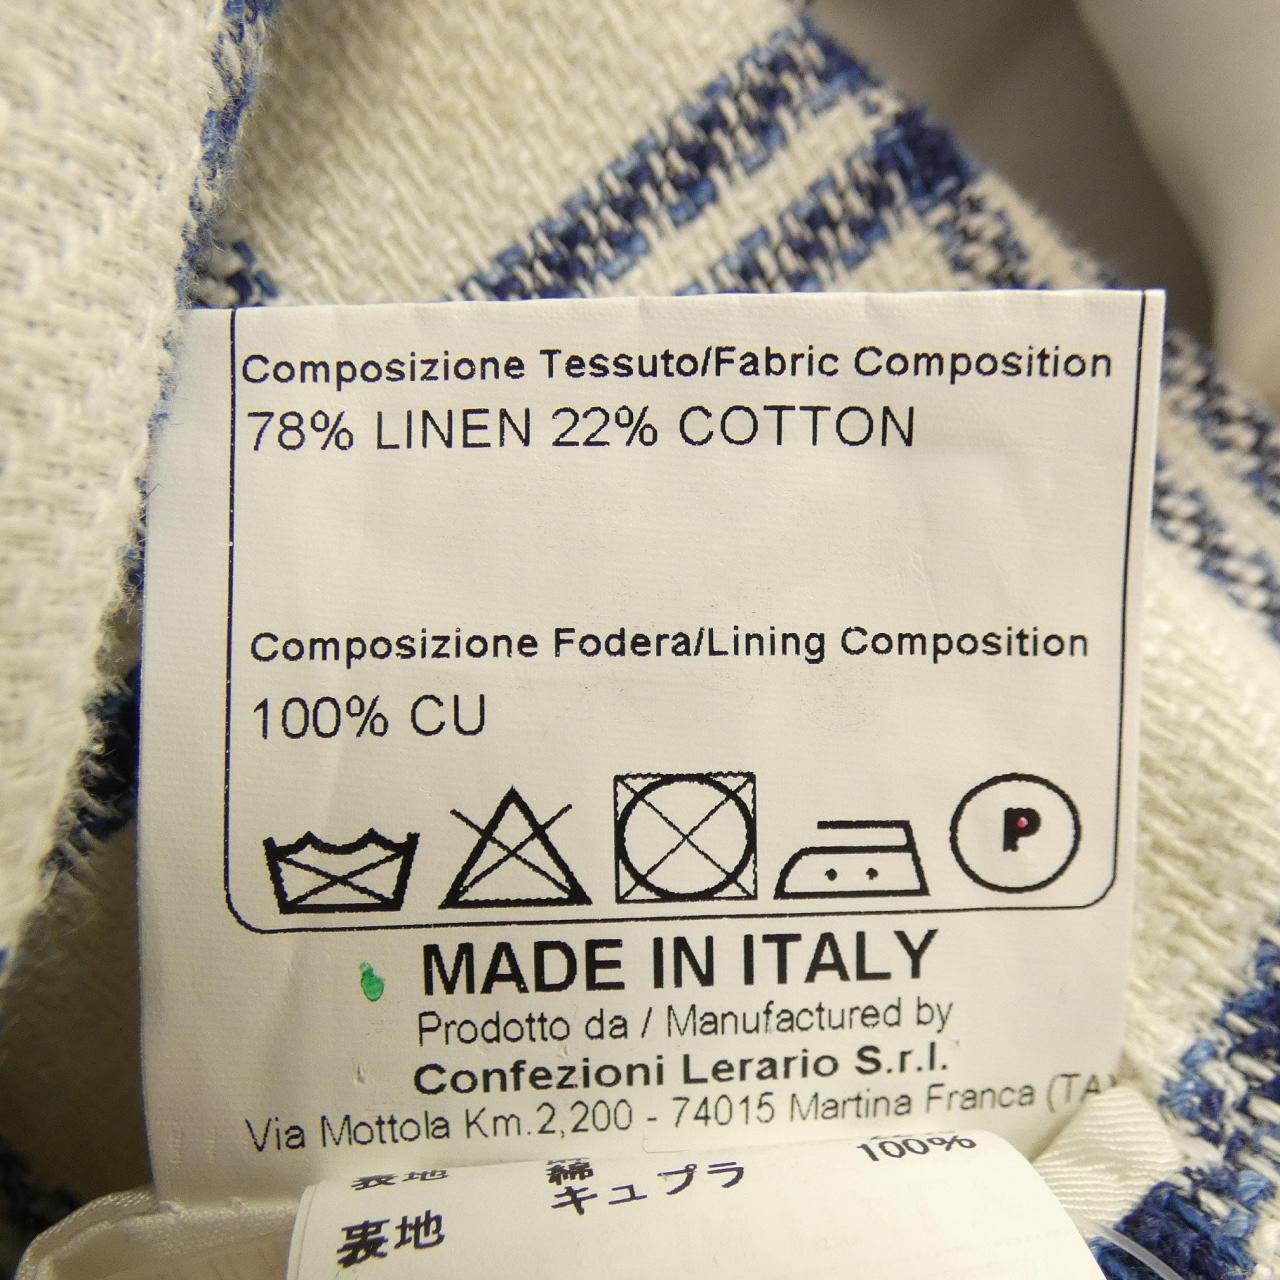 Composizione Tessuto/Fabric Composition
78% LINEN 22% COTTON
Composizione Fodera/Lining Composition
100% CU
P
MADE IN ITALY
Prodotto da / Manufactured by
Confezioni Lerario S.r.l.
Via Mottola Km.2,200 - 74015 Martina Franca (TA)
表地 綿
キュプラ 100%
裏地